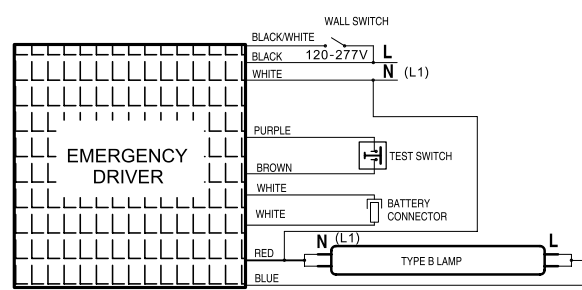 WALL SWITCH
BLACK/WHITE
BLACK 120-277V L
WHITE N (L1)
PURPLE
EMERGENCY
DRIVER
TEST SWITCH
BROWN
WHITE
BATTERY
CONNECTOR
WHITE
RED N (L1) L
TYPE B LAMP
BLUE